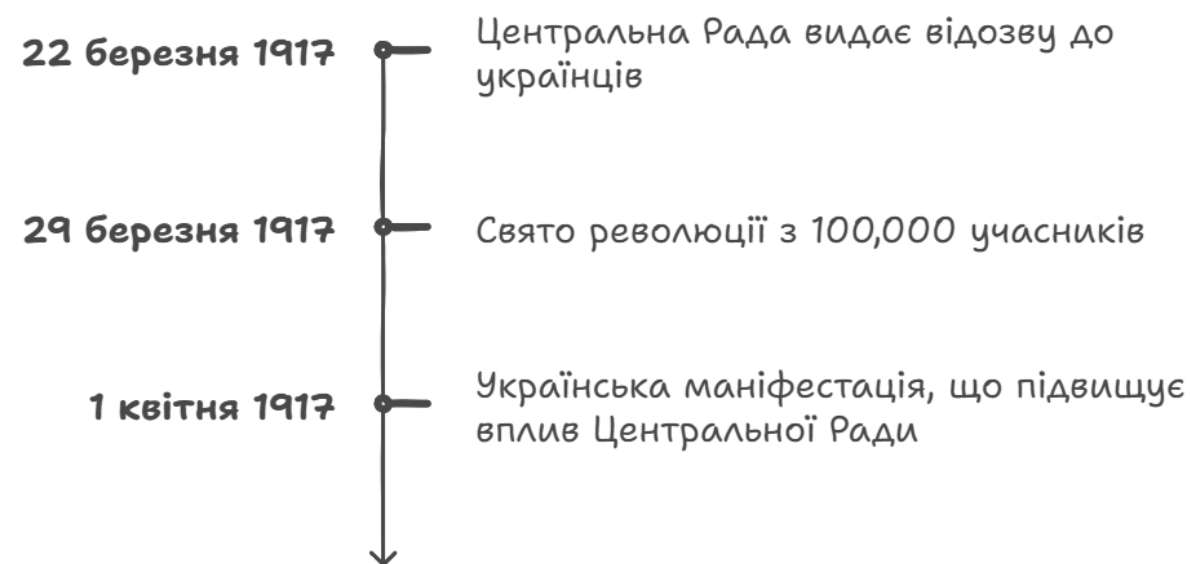 22 березня 1917
Центральна Рада видає відозву до
українців
29 березня 1917
Свято революції з 100,000 учасників
1 квітня 1917
Українська маніфестація, що підвищує
вплив Центральної Ради